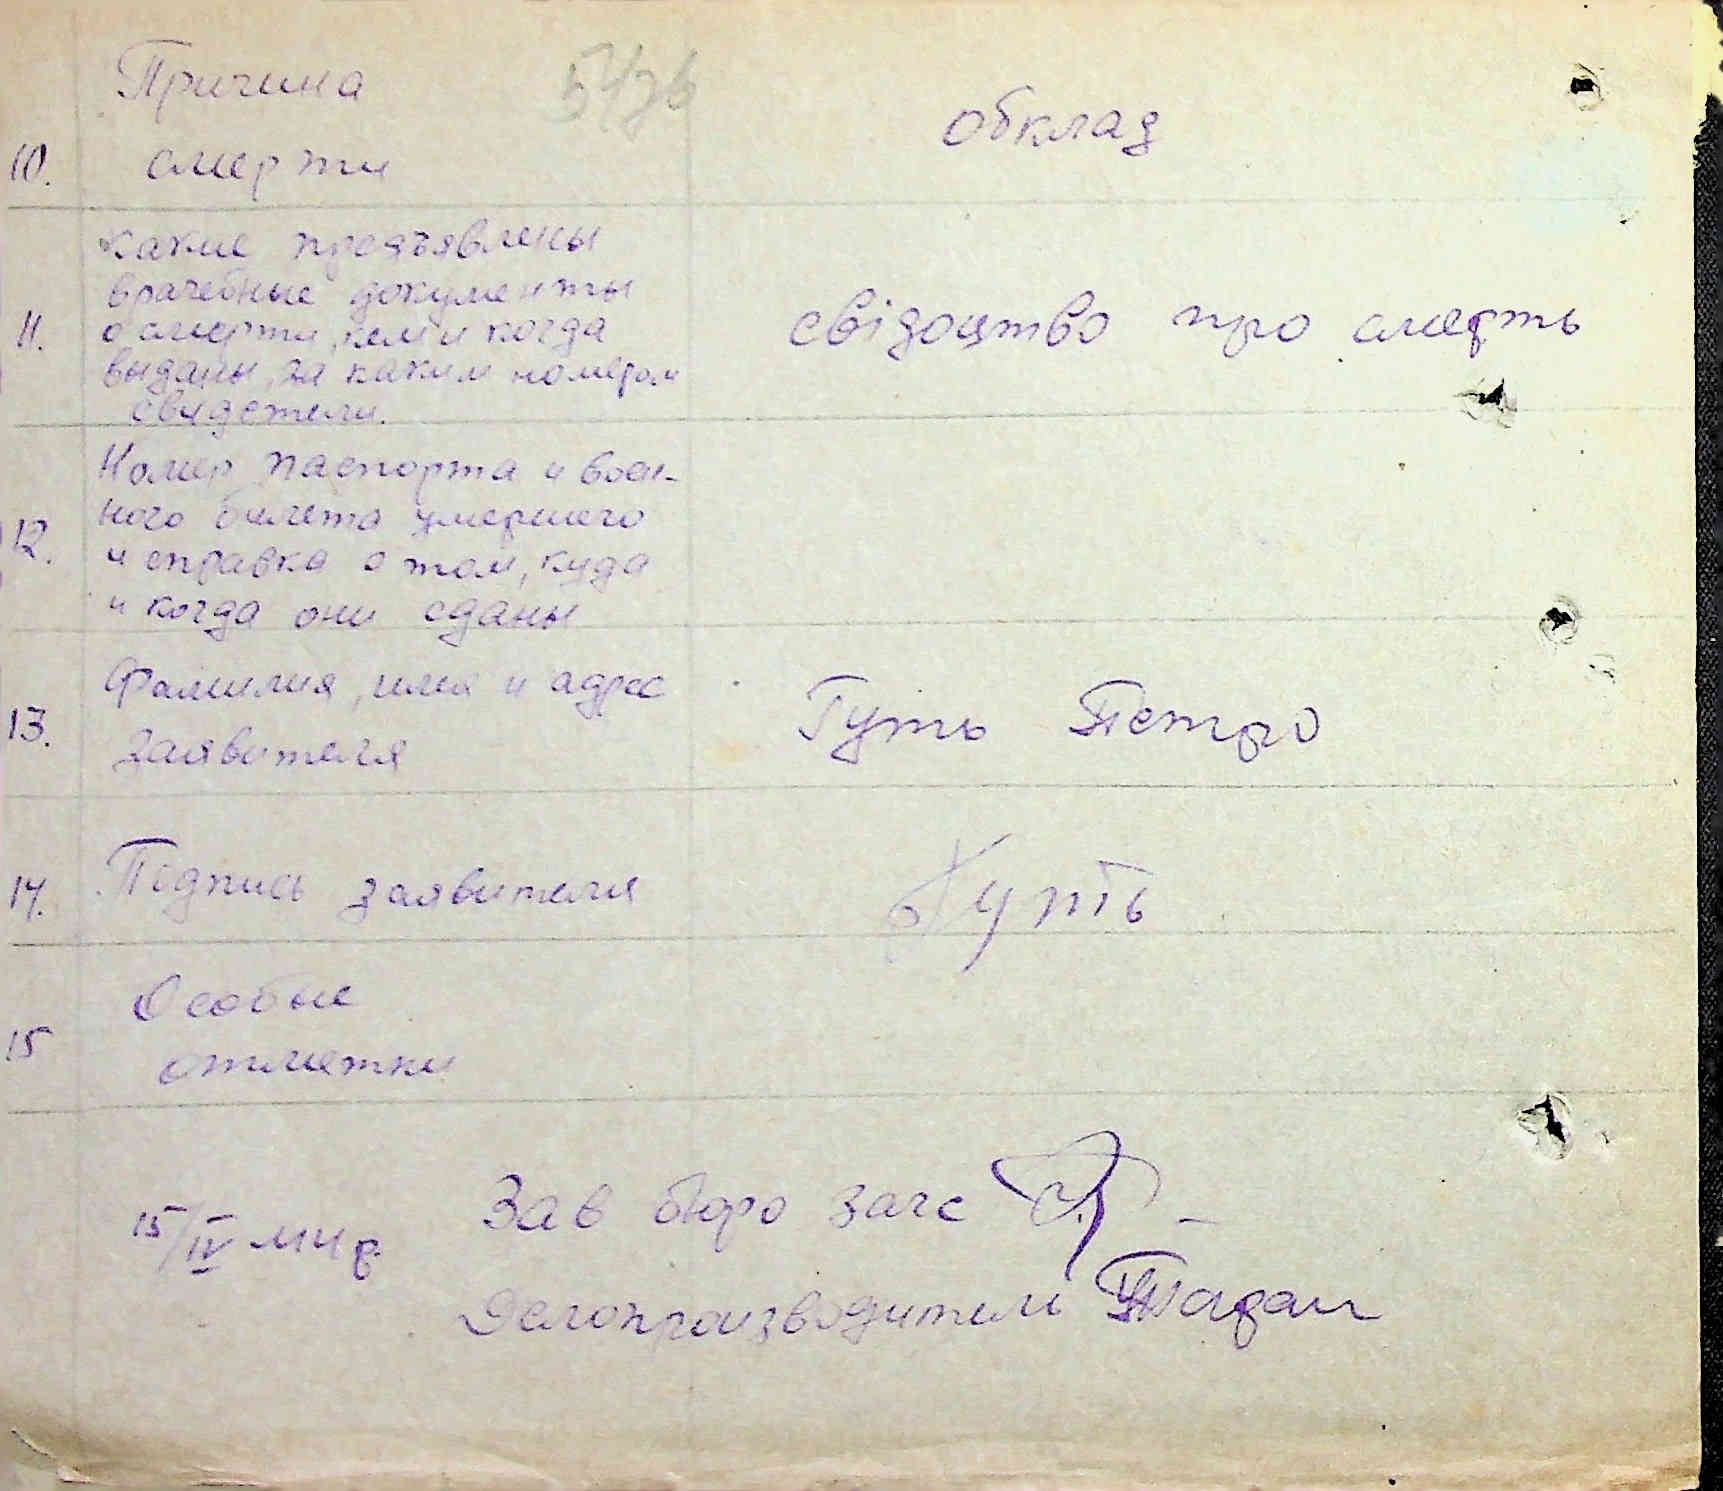 Причина
10. смерти
обклад
Какие предъявлены
врачебные документы
11. о смерти, кем и когда
выданы, за каким номером
свидетели.
свідоцтво про смерть
Номер паспорта и воен-
12. ного билета умершего
и справка о том, куда
и когда они сданы
13. Фамилия, имя и адрес
заявителя
Гуть Петро
14. Подпись заявителя
Гуть
15 Особые
отметки
15/IV
Зав бюро загс
Делопроизводитель